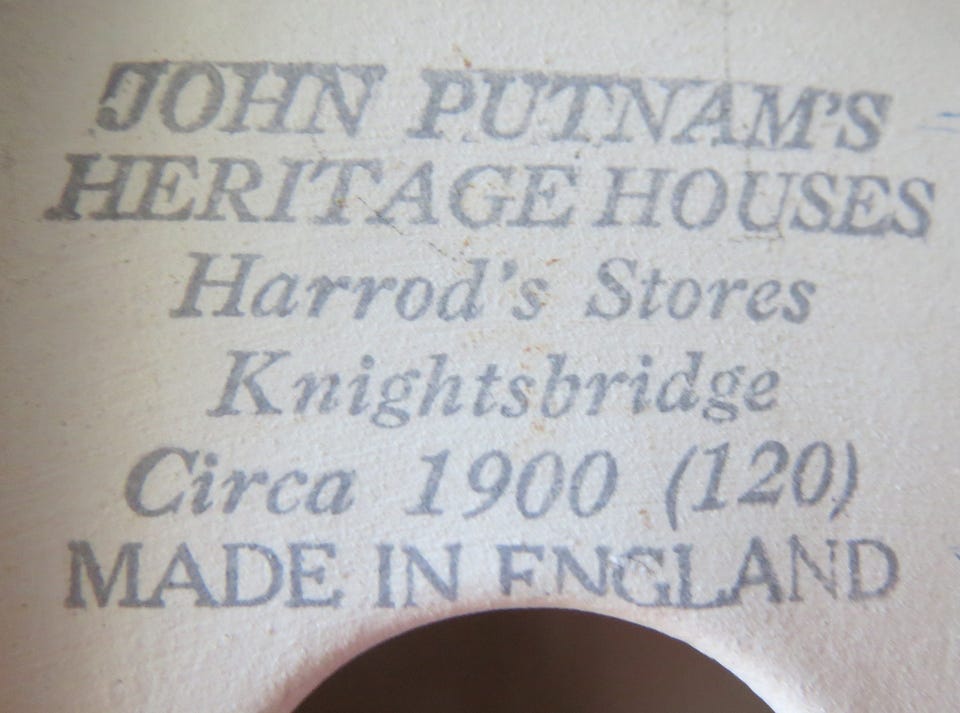 JOHN PUTNAM'S
HERITAGE HOUSES
Harrod's Stores
Knightsbridge
Circa 1900 (120)
MADE IN ENGLAND